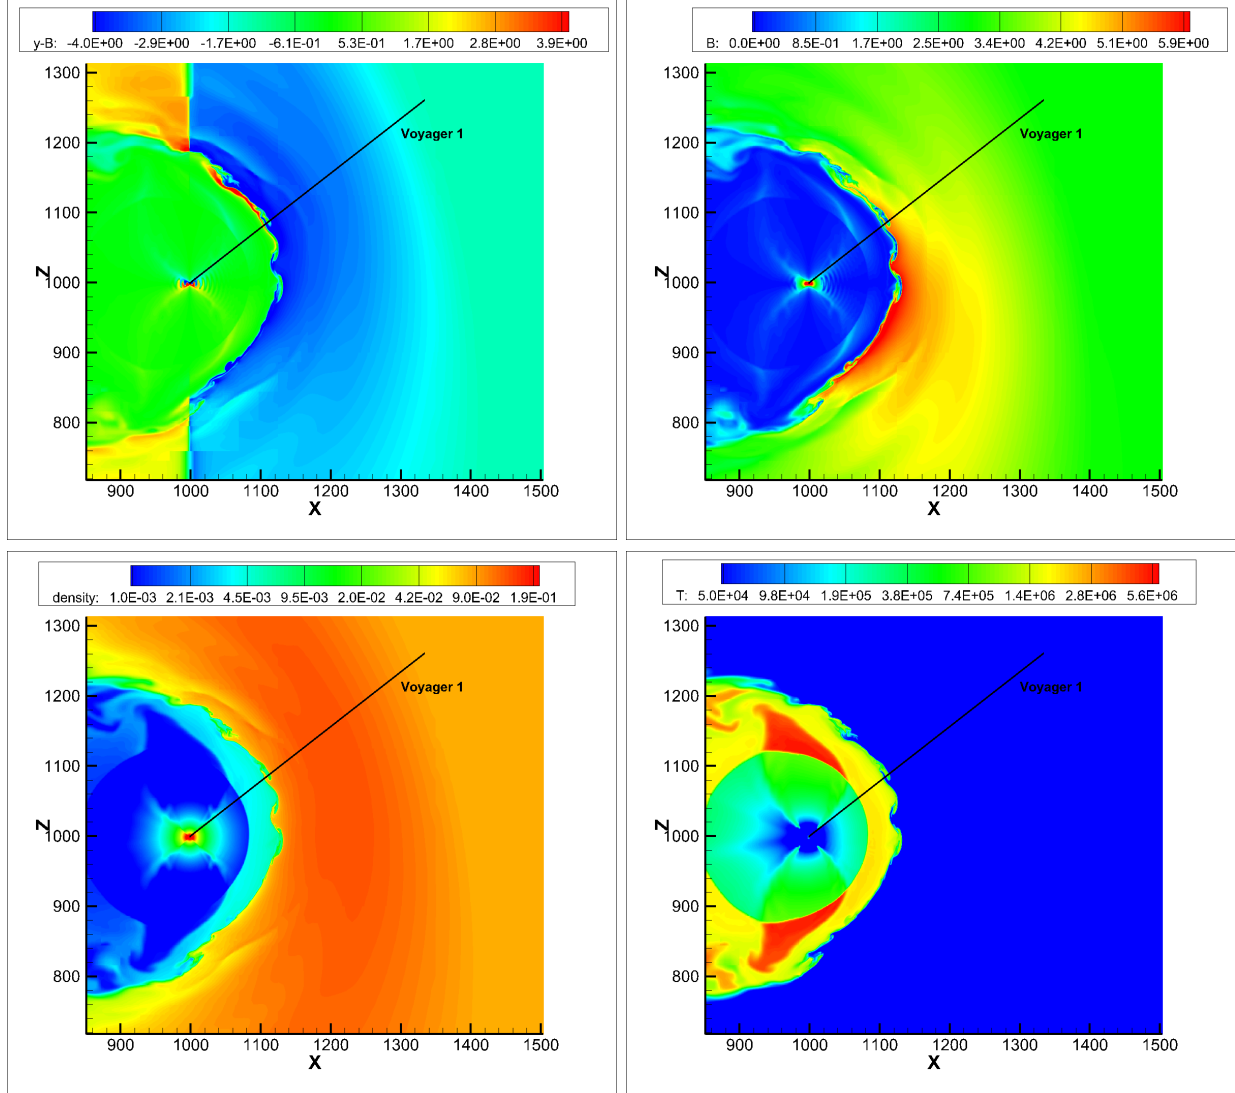 y-B: -4.0E+00 -2.9E+00 -1.7E+00 -6.1E-01 5.3E-01 1.7E+00 2.8E+00 3.9E+00
1300
1200
1100
1000
900
800
Z
Voyager 1
900 1000 1100 1200 1300 1400 1500
X
B: 0.0E+00 8.5E-01 1.7E+00 2.5E+00 3.4E+00 4.2E+00 5.1E+00 5.9E+00
1300
1200
1100
1000
900
800
Z
Voyager 1
900 1000 1100 1200 1300 1400 1500
X
density: 1.0E-03 2.1E-03 4.5E-03 9.5E-03 2.0E-02 4.2E-02 9.0E-02 1.9E-01
1300
1200
1100
1000
900
800
Z
Voyager 1
900 1000 1100 1200 1300 1400 1500
X
T: 5.0E+04 9.8E+04 1.9E+05 3.8E+05 7.4E+05 1.4E+06 2.8E+06 5.6E+06
1300
1200
1100
1000
900
800
Z
Voyager 1
900 1000 1100 1200 1300 1400 1500
X